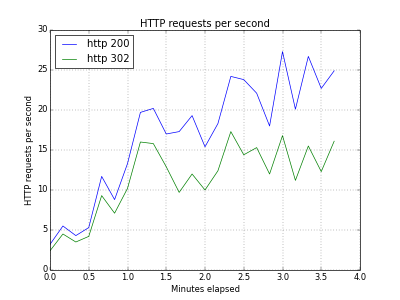 HTTP requests per second
30
25
20
15
10
5
0
http 200
http 302
HTTP requests per second
0.0 0.5 1.0 1.5 2.0 2.5 3.0 3.5 4.0
Minutes elapsed